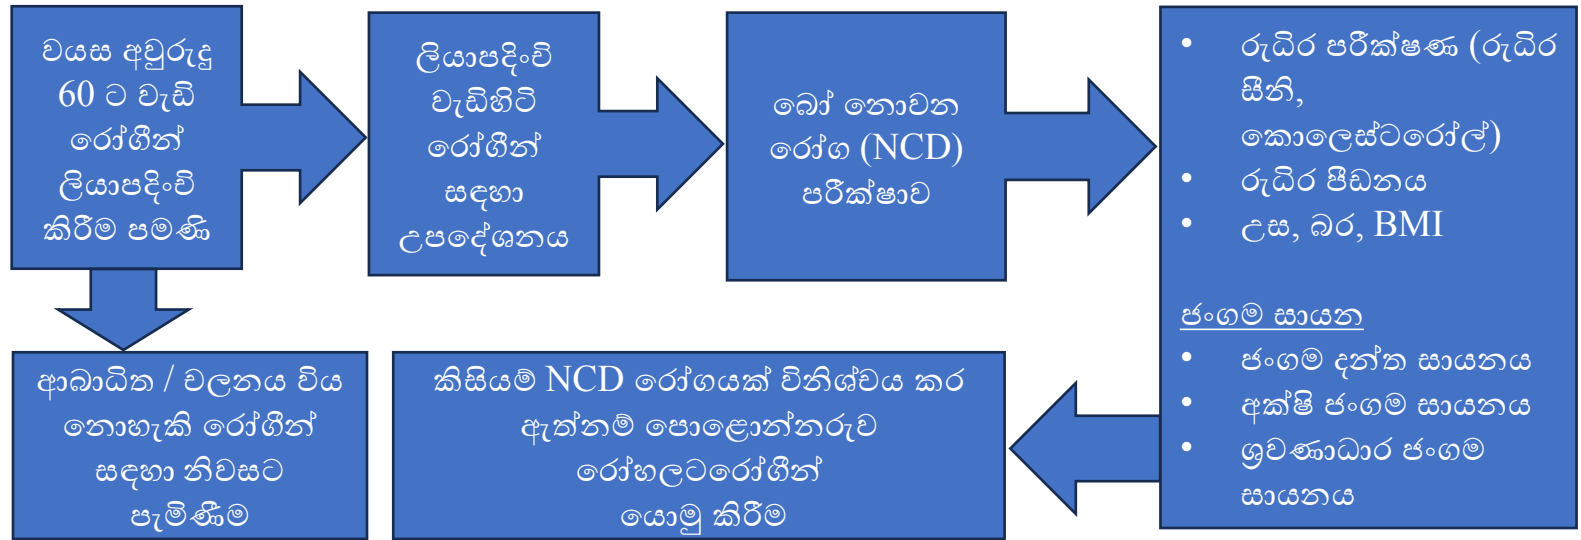 වයස අවුරුදු
60 ට වැඩි
රෝගීන්
ලියාපදිංචි
කිරීම පමණි
ලියාපදිංචි
වැඩිහිටි
රෝගීන්
සඳහා
උපදේශනය
බෝ නොවන
රෝග (NCD)
පරීක්ෂාව
• රුධිර පරීක්ෂණ (රුධිර
සීනි,
කොලෙස්ටරෝල්)
• රුධිර පීඩනය
• උස, බර, BMI
ජංගම සායන
• ජංගම දන්ත සායනය
• අක්ෂි ජංගම සායනය
• ශ්‍රවණාධාර ජංගම
සායනය
ආබාධිත / චලනය විය
නොහැකි රෝගීන්
සඳහා නිවසට
පැමිණීම
කිසියම් NCD රෝගයක් විනිශ්චය කර
ඇත්නම් පොළොන්නරුව
රෝහලටරෝගීන්
යොමු කිරීම